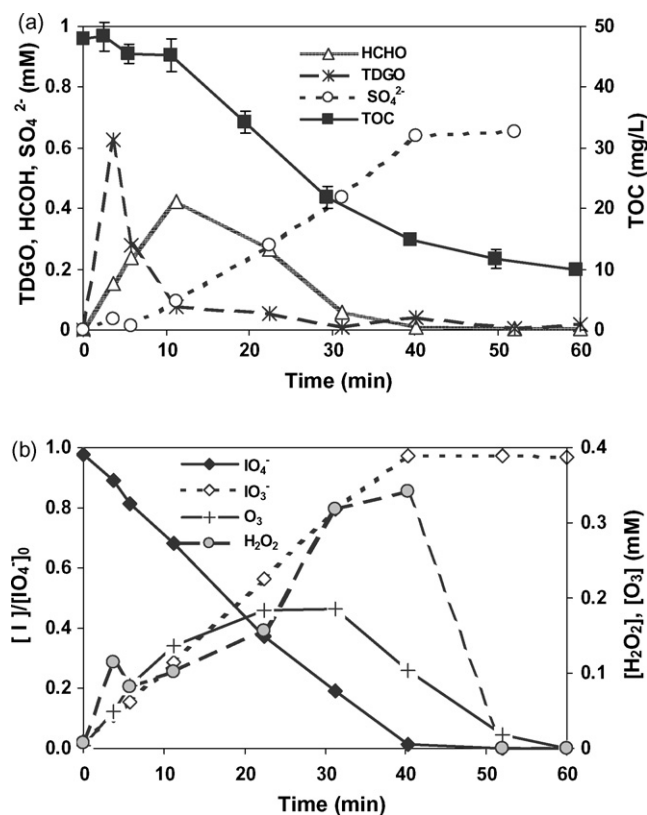 (a)
1
0.8
0.6
0.4
0.2
0
TDGO, HCOH, SO₄ ²⁻ (mM)
HCHO
TDGO
SO₄²⁻
TOC
50
40
30
20
10
0
TOC (mg/L)
0 10 20 30 40 50 60
Time (min)
(b)
1.0
0.8
0.6
0.4
0.2
0.0
[ I ]/[IO₄⁻]₀
IO₄⁻
IO₃⁻
O₃
H₂O₂
0.4
0.3
0.2
0.1
0
[H₂O₂], [O₃] (mM)
0 10 20 30 40 50 60
Time (min)